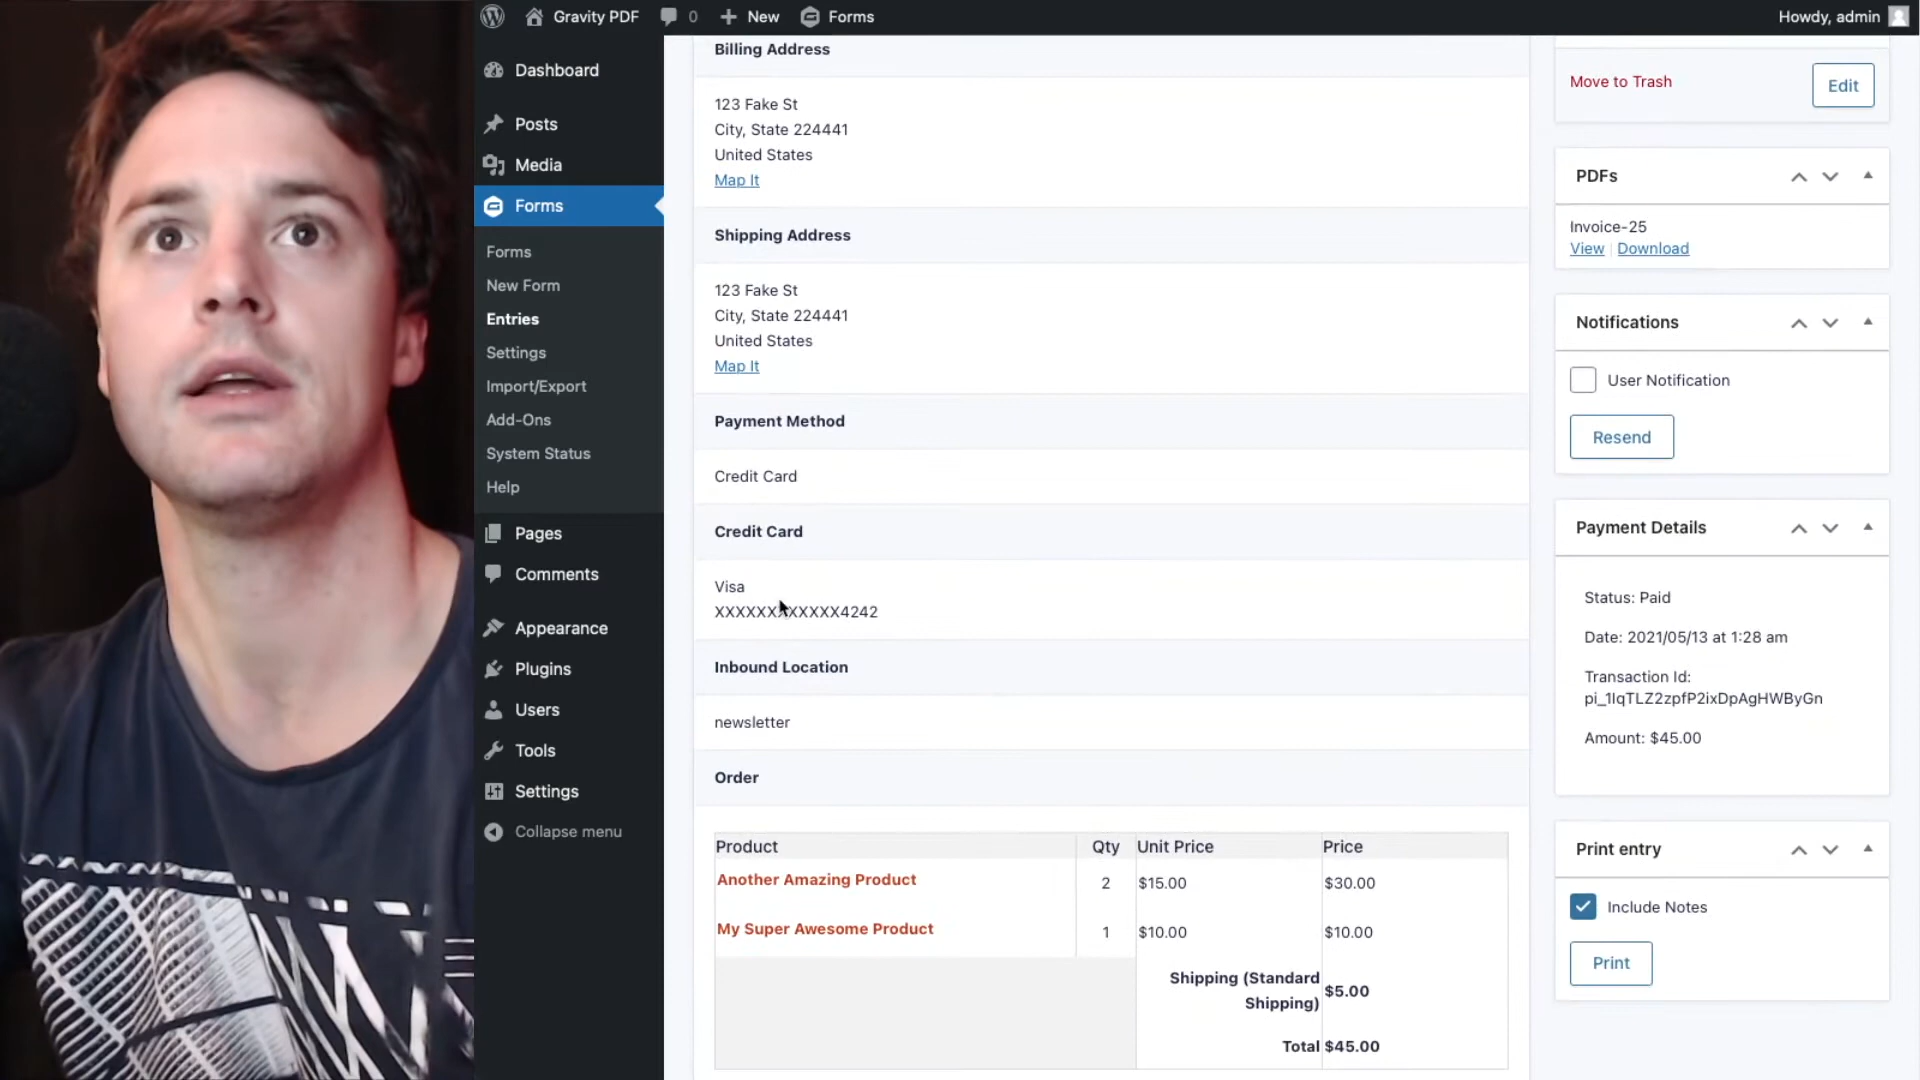 Gravity PDF
0
New
Forms
Howdy, admin
Dashboard
Posts
Media
Forms
Forms
New Form
Entries
Settings
Import/Export
Add-Ons
System Status
Help
Pages
Comments
Appearance
Plugins
Users
Tools
Settings
Collapse menu
Billing Address
123 Fake St
City, State 224441
United States
Map It
Shipping Address
123 Fake St
City, State 224441
United States
Map It
Payment Method
Credit Card
Credit Card
Visa
XXXXXXXXXXXX4242
Inbound Location
newsletter
Order
Product Qty Unit Price Price
Another Amazing Product 2 $15.00 $30.00
My Super Awesome Product 1 $10.00 $10.00
Shipping (Standard
Shipping) $5.00
Total $45.00
Move to Trash
Edit
PDFs
Invoice-25
View | Download
Notifications
User Notification
Resend
Payment Details
Status: Paid
Date: 2021/05/13 at 1:28 am
Transaction Id:
pi_1IqTLZ2zpfP2ixDpAgHWByGn
Amount: $45.00
Print entry
Include Notes
Print